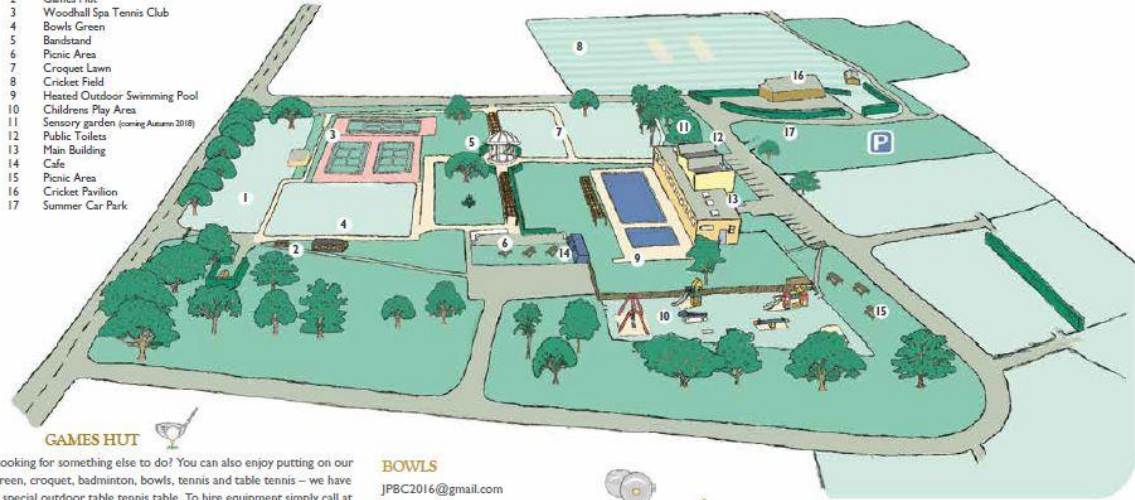 Games Hut
3 Woodhall Spa Tennis Club
4 Bowls Green
5 Bandstand
6 Picnic Area
7 Croquet Lawn
8 Cricket Field
9 Heated Outdoor Swimming Pool
10 Childrens Play Area
11 Sensory garden (coming Autumn 2018)
12 Public Toilets
13 Main Building
14 Cafe
15 Picnic Area
16 Cricket Pavilion
17 Summer Car Park
8
16
3
5
7
11
12
17
P
1
4
13
2
6
14
9
10
15
GAMES HUT
ooking for something else to do? You can also enjoy putting on our
reen, croquet, badminton, bowls, tennis and table tennis – we have
special outdoor table tennis table. To hire equipment simply call at
BOWLS
JPBC2016@gmail.com